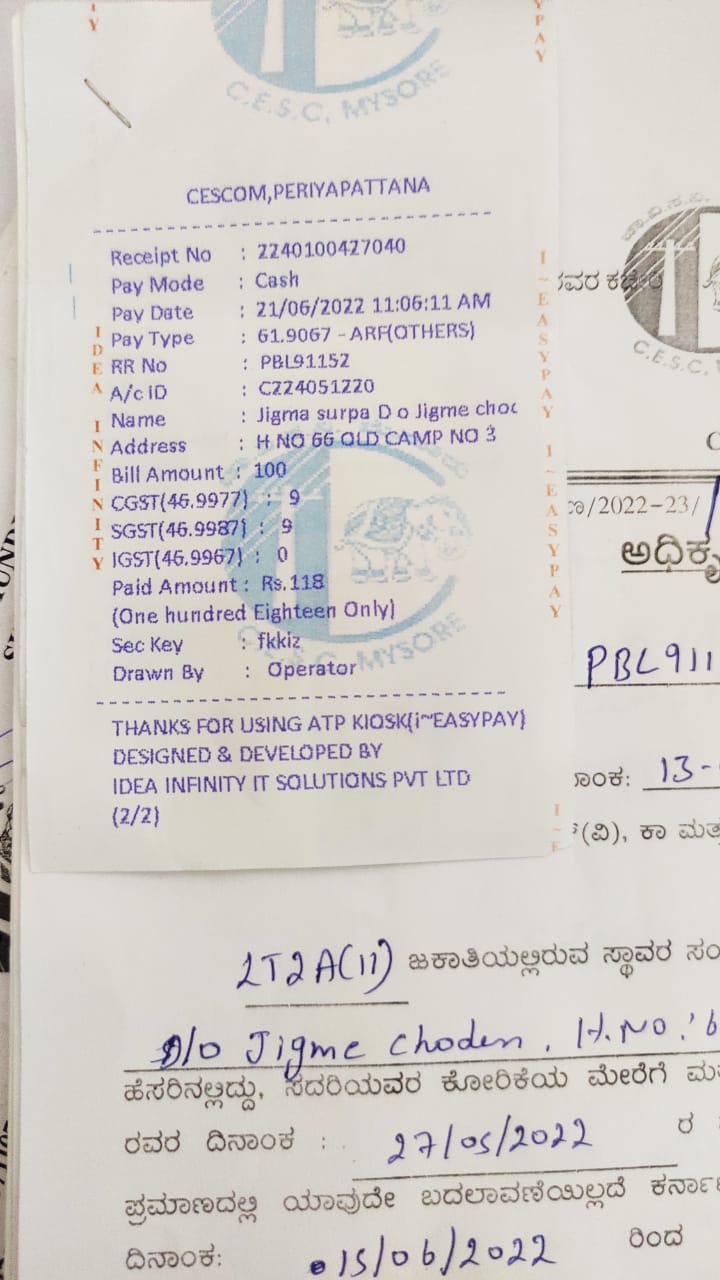 C.E.S.C, MYSORE
CESCOM,PERIYAPATTANA
Receipt No : 2240100427040
Pay Mode : Cash
Pay Date : 21/06/2022 11:06:11 AM
Pay Type : 61.9067 - ARF(OTHERS)
RR No : PBL91152
A/c ID : C224051220
Name : Jigma surpa D o Jigme choc
Address : H NO 66 OLD CAMP NO 3
Bill Amount : 100
CGST(46.9977) : 9
SGST(46.9987) : 9
IGST(46.9967) : 0
Paid Amount : Rs.118
(One hundred Eighteen Only)
Sec Key : fkkiz
Drawn By : Operator
THANKS FOR USING ATP KIOSK(i~EASYPAY)
DESIGNED & DEVELOPED BY
IDEA INFINITY IT SOLUTIONS PVT LTD
(2/2)
IDEA INFINITY
I~EASYPAY I~EASYPAY
C.E.S.C, MYSORE
C.E.S.C,
/2022-23/
ಅಧಿಕೃ
PBL911
ಾಂಕ: 13-
(ವಿ), ಕಾ ಮತ್ತ
LT2A(11) ಜಕಾತಿಯಲ್ಲಿರುವ ಸ್ಥಾವರ ಸಂ
D/o Jigme choden, H.No.'6
ಹೆಸರಿನಲ್ಲಿದ್ದು, ಸದರಿಯವರ ಕೋರಿಕೆಯ ಮೇರೆಗೆ ಮ
ರವರ ದಿನಾಂಕ : 27/05/2022 ರ
ಪ್ರಮಾಣದಲ್ಲಿ ಯಾವುದೇ ಬದಲಾವಣೆಯಿಲ್ಲದೆ ಕರ್ನಾ
ದಿನಾಂಕ: 15/06/2022 ರಿಂದ